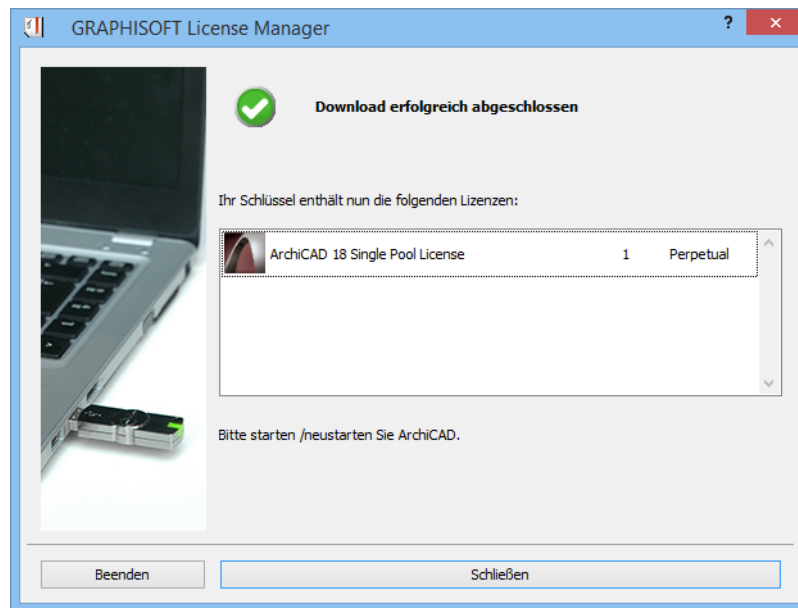 GRAPHISOFT License Manager
Download erfolgreich abgeschlossen
Ihr Schlüssel enthält nun die folgenden Lizenzen:
ArchiCAD 18 Single Pool License 1 Perpetual
Bitte starten /neustarten Sie ArchiCAD.
Beenden Schließen